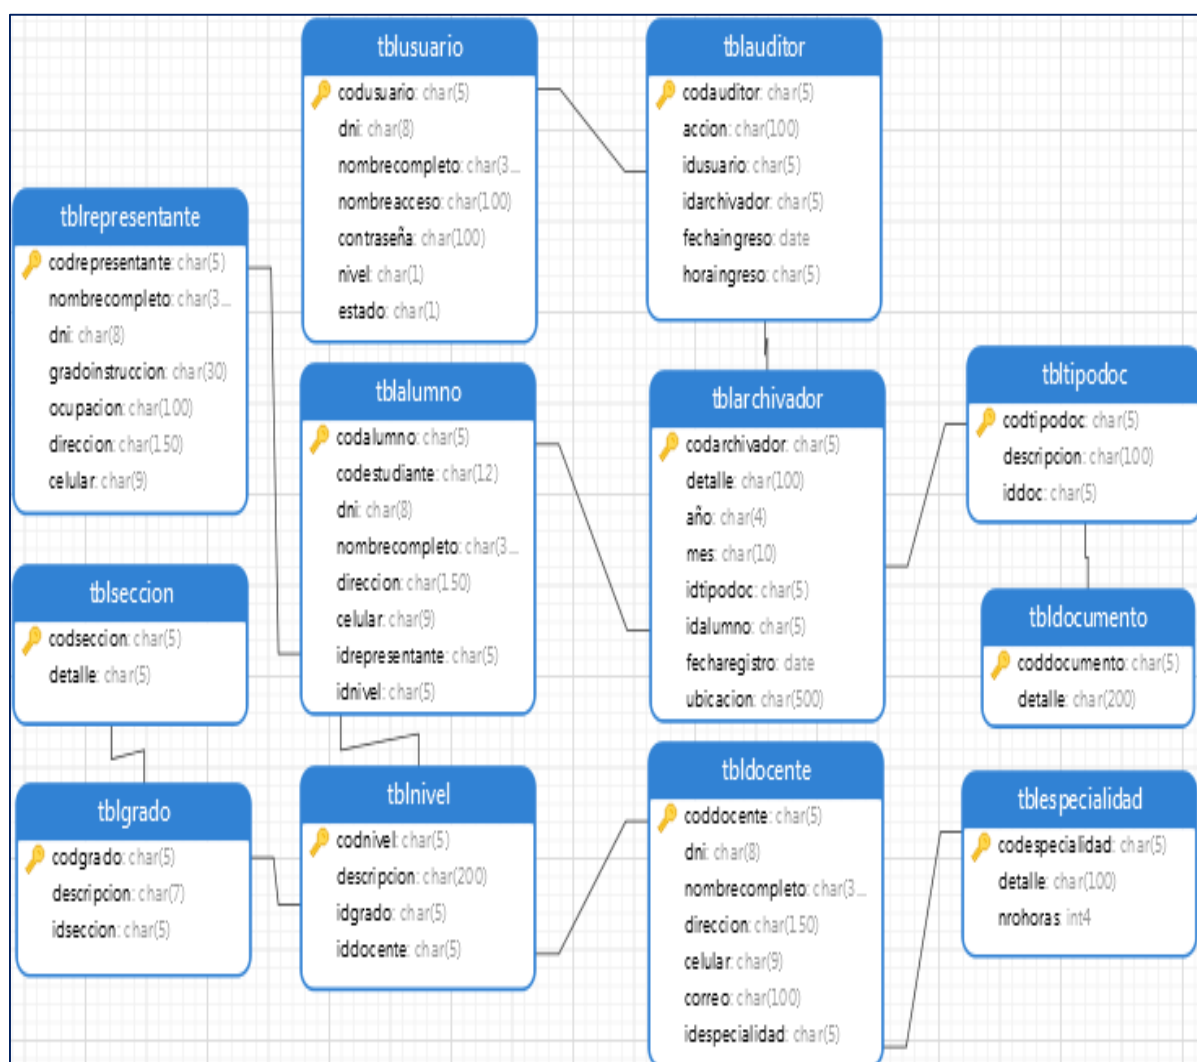 tblusuario
codusuario: char(5)
dni: char(8)
nombrecompleto: char(3...
nombreacceso: char(100)
contraseña: char(100)
nivel: char(1)
estado: char(1)
tblauditor
codauditor: char(5)
accion: char(100)
idusuario: char(5)
idarchivador: char(5)
fechaingreso: date
horaingreso: char(5)
tblrepresentante
codrepresentante: char(5)
nombrecompleto: char(3...
dni: char(8)
gradoinstruccion: char(30)
ocupacion: char(100)
direccion: char(150)
celular: char(9)
tblalumno
codalumno: char(5)
codestudiante: char(12)
dni: char(8)
nombrecompleto: char(3...
direccion: char(150)
celular: char(9)
idrepresentante: char(5)
idnivel: char(5)
tblarchivador
codarchivador: char(5)
detalle: char(100)
año: char(4)
mes: char(10)
idtipodoc: char(5)
idalumno: char(5)
fecharegistro: date
ubicacion: char(500)
tbltipodoc
codtipodoc: char(5)
descripcion: char(100)
iddoc: char(5)
tblseccion
codseccion: char(5)
detalle: char(5)
tbldocumento
coddocumento: char(5)
detalle: char(200)
tblgrado
codgrado: char(5)
descripcion: char(7)
idseccion: char(5)
tblnivel
codnivel: char(5)
descripcion: char(200)
idgrado: char(5)
iddocente: char(5)
tbldocente
coddocente: char(5)
dni: char(8)
nombrecompleto: char(3...
direccion: char(150)
celular: char(9)
correo: char(100)
idespecialidad: char(5)
tblespecialidad
codespecialidad: char(5)
detalle: char(100)
nrohoras: int4